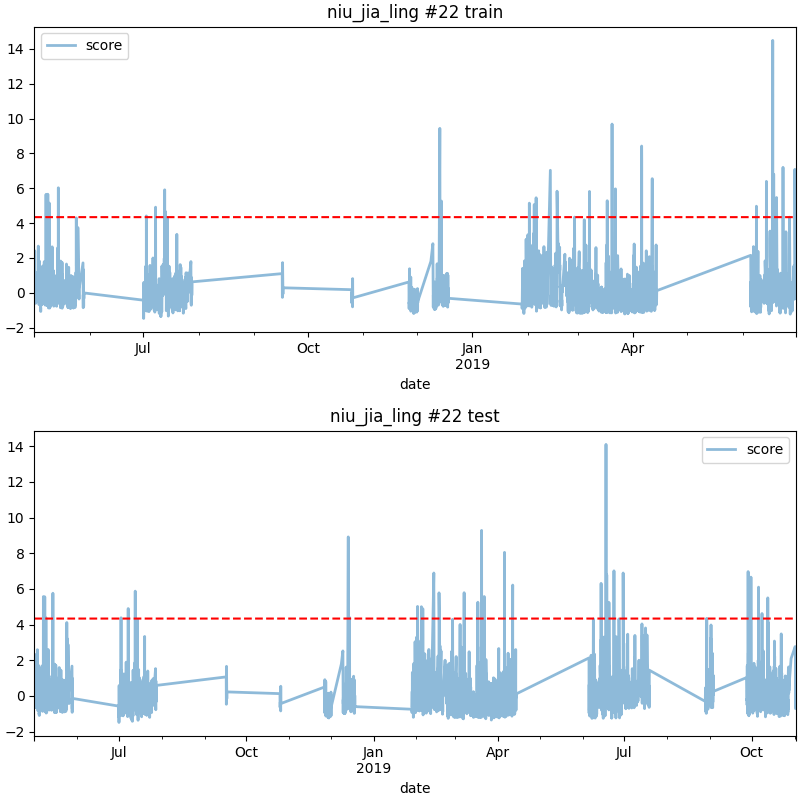 niu_jia_ling #22 train
score
14
12
10
8
6
4
2
0
−2
Jul
Oct
Jan
2019
Apr
date
niu_jia_ling #22 test
score
14
12
10
8
6
4
2
0
−2
Jul
Oct
Jan
2019
Apr
Jul
Oct
date